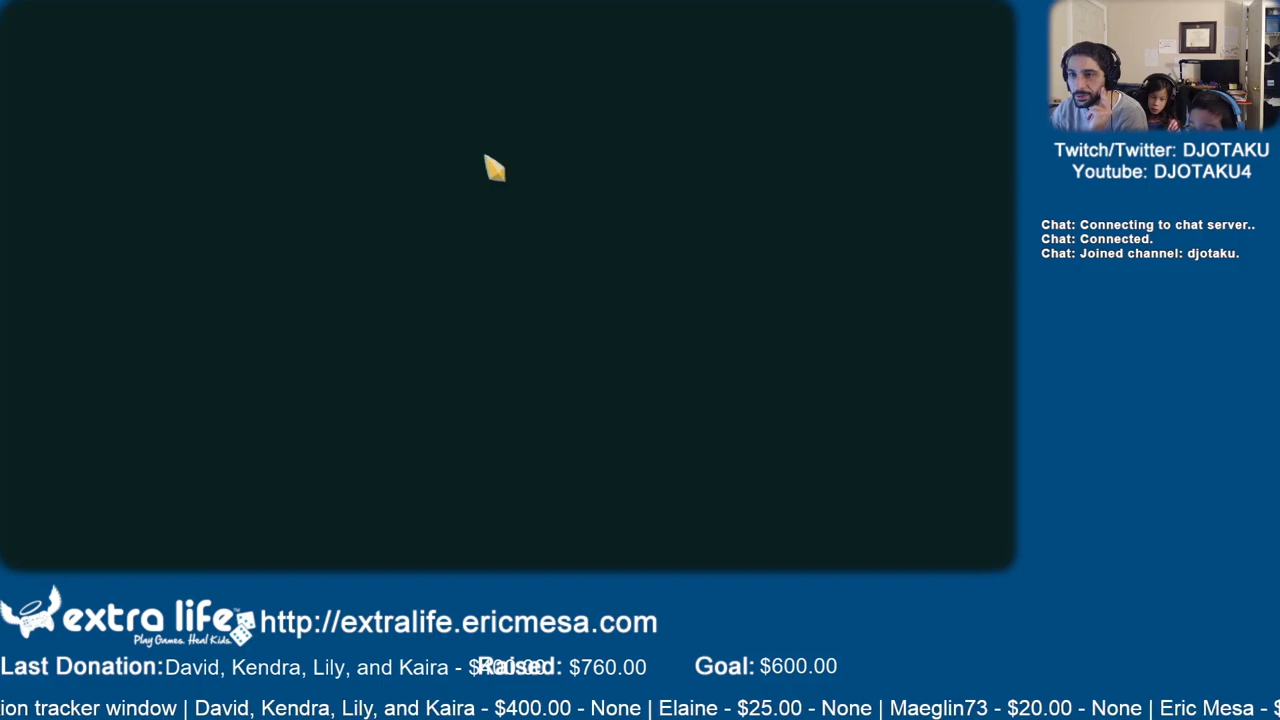 Twitch/Twitter: DJOTAKU
Youtube: DJOTAKU4
Chat: Connecting to chat server..
Chat: Connected.
Chat: Joined channel: djotaku.
extra life
Play Games. Heal Kids.
http://extralife.ericmesa.com
Last Donation: David, Kendra, Lily, and Kaira - $400.00 Raised: $760.00 Goal: $600.00
ion tracker window | David, Kendra, Lily, and Kaira - $400.00 - None | Elaine - $25.00 - None | Maeglin73 - $20.00 - None | Eric Mesa - $